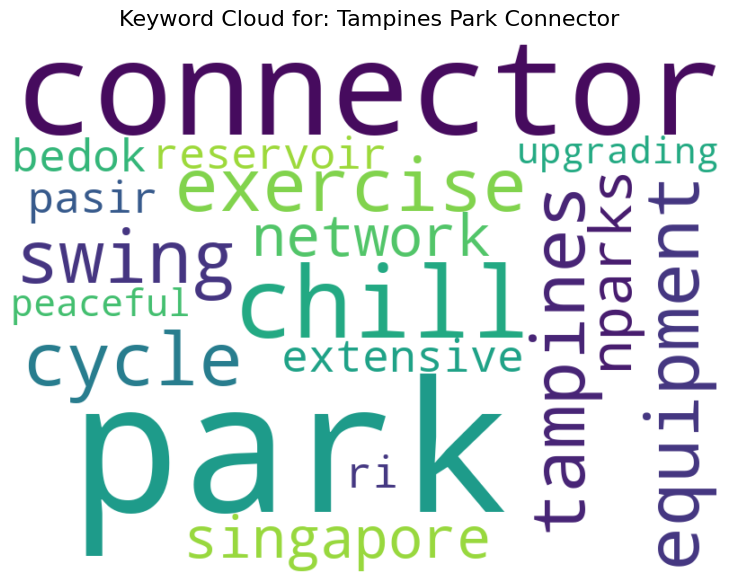 Keyword Cloud for: Tampines Park Connector
connector
bedok
reservoir
upgrading
exercise
pasir
nparks
equipment
tampines
network
swing
chill
peaceful
cycle
extensive
park
ri
singapore